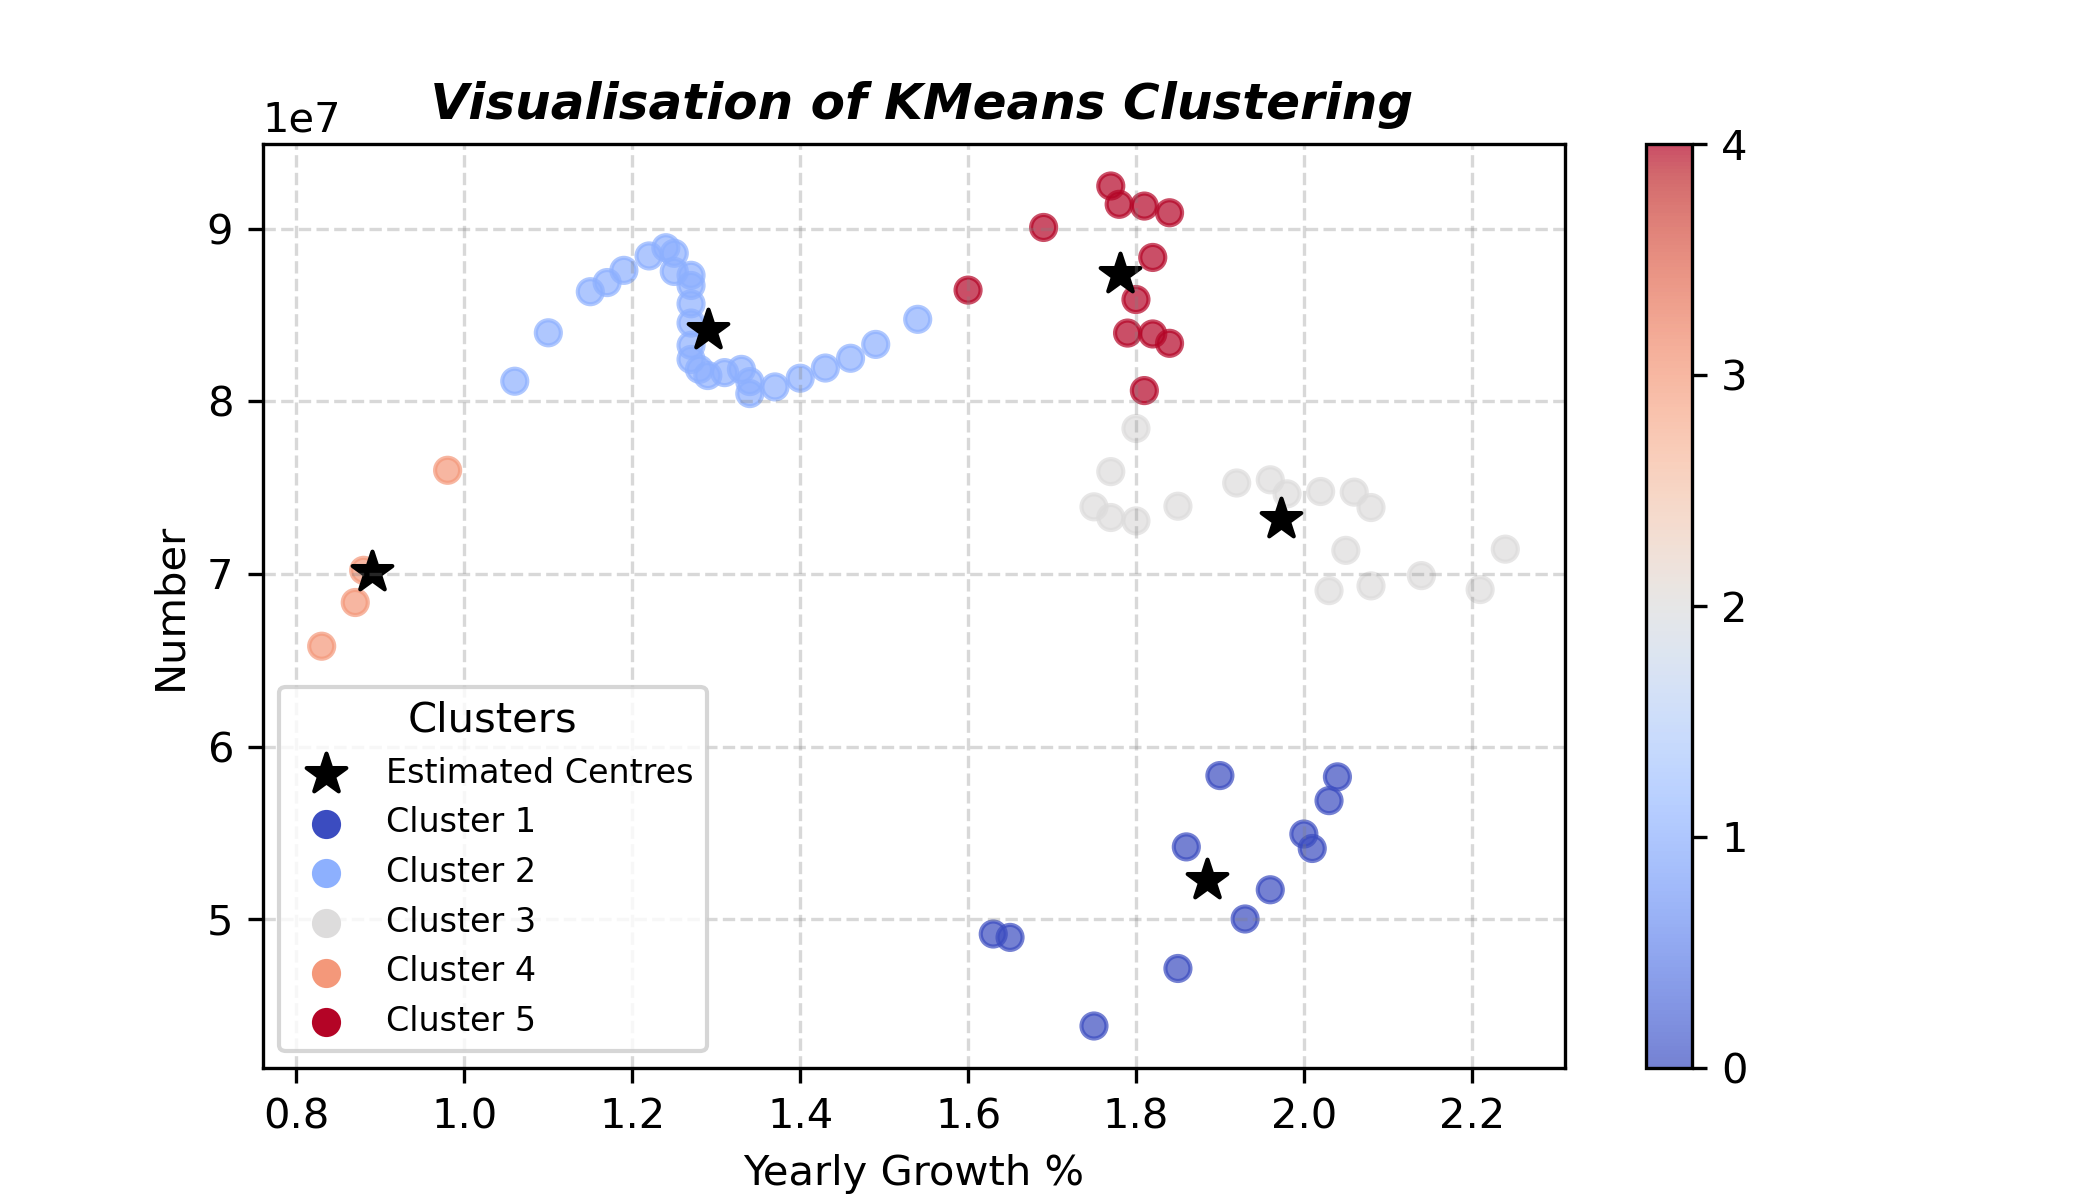 Visualisation of KMeans Clustering
1e7
9
8
7
6
5
Number
0.8 1.0 1.2 1.4 1.6 1.8 2.0 2.2
Yearly Growth %
Clusters
Estimated Centres
Cluster 1
Cluster 2
Cluster 3
Cluster 4
Cluster 5
4
3
2
1
0